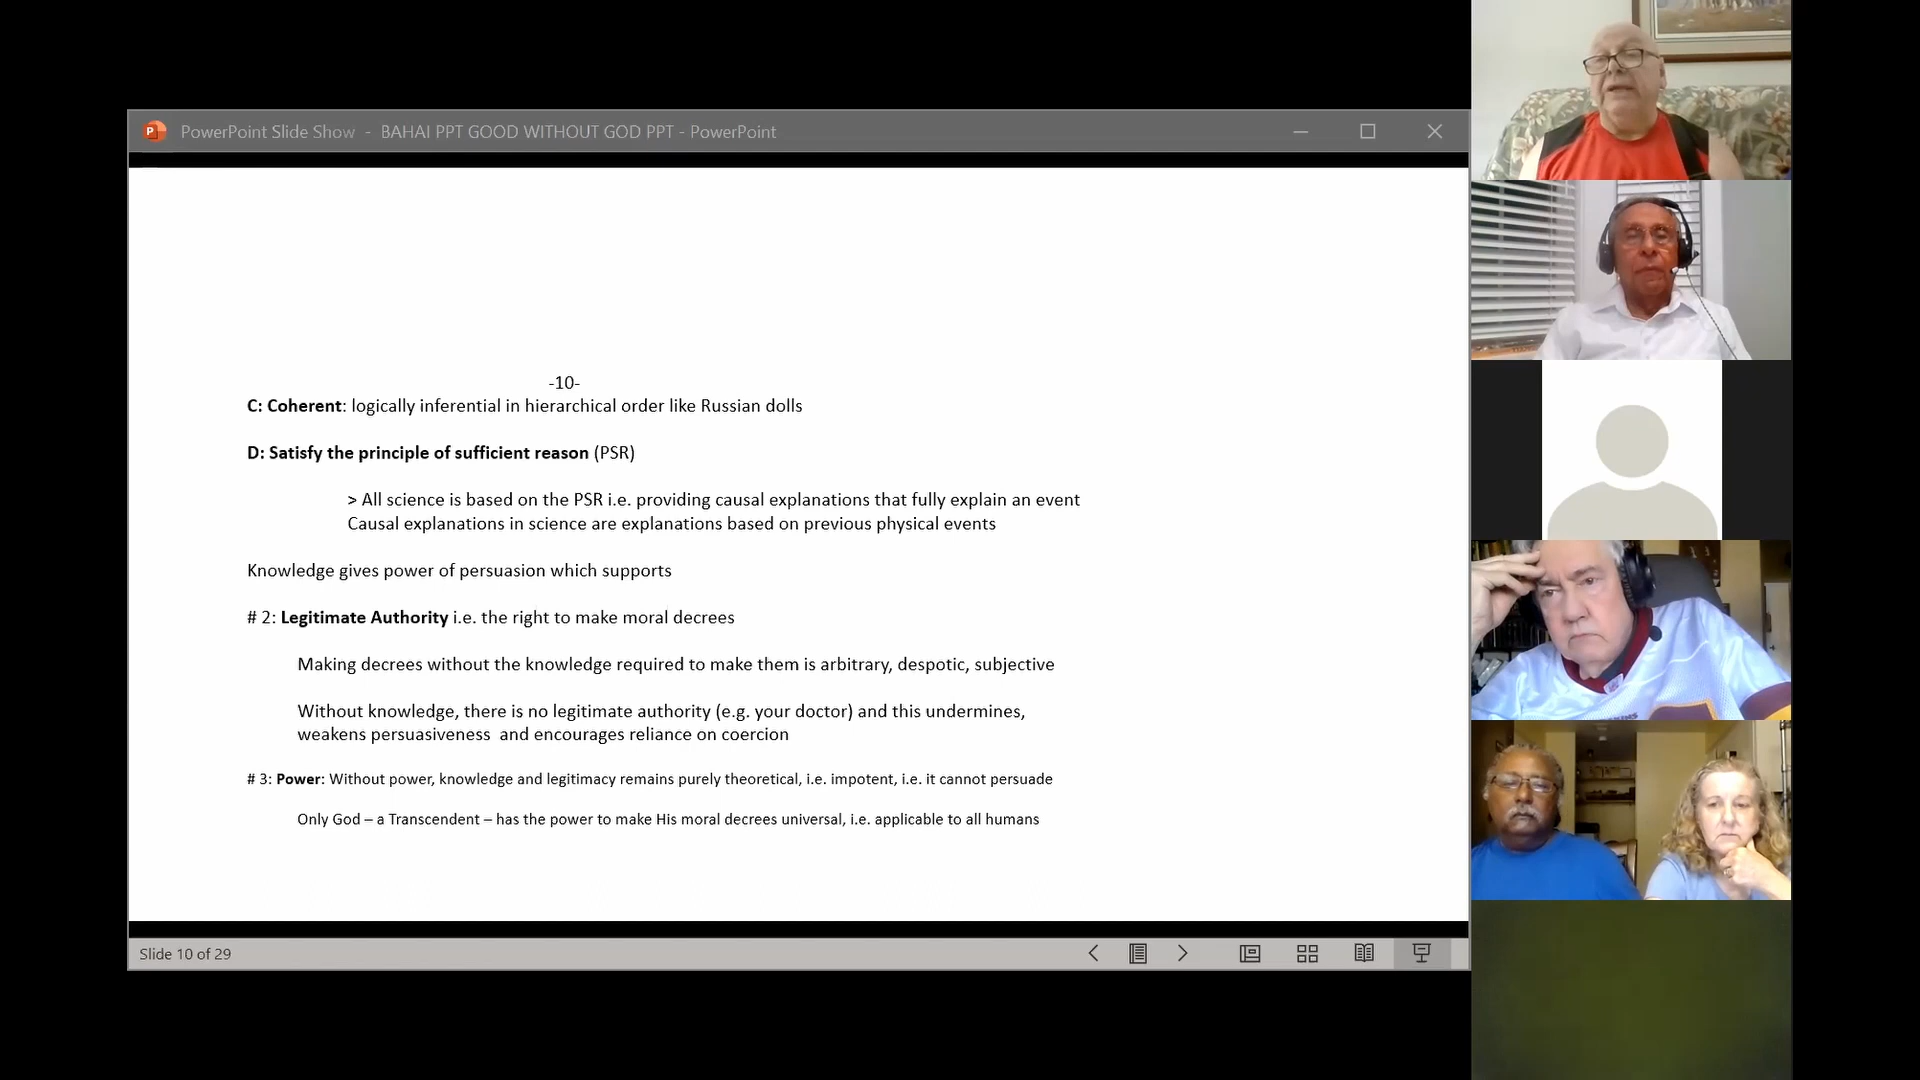 P
PowerPoint Slide Show - BAHAI PPT GOOD WITHOUT GOD PPT - PowerPoint
-10-
C: Coherent: logically inferential in hierarchical order like Russian dolls
D: Satisfy the principle of sufficient reason (PSR)
> All science is based on the PSR i.e. providing causal explanations that fully explain an event
Causal explanations in science are explanations based on previous physical events
Knowledge gives power of persuasion which supports
# 2: Legitimate Authority i.e. the right to make moral decrees
Making decrees without the knowledge required to make them is arbitrary, despotic, subjective
Without knowledge, there is no legitimate authority (e.g. your doctor) and this undermines,
weakens persuasiveness and encourages reliance on coercion
# 3: Power: Without power, knowledge and legitimacy remains purely theoretical, i.e. impotent, i.e. it cannot persuade
Only God – a Transcendent – has the power to make His moral decrees universal, i.e. applicable to all humans
Slide 10 of 29